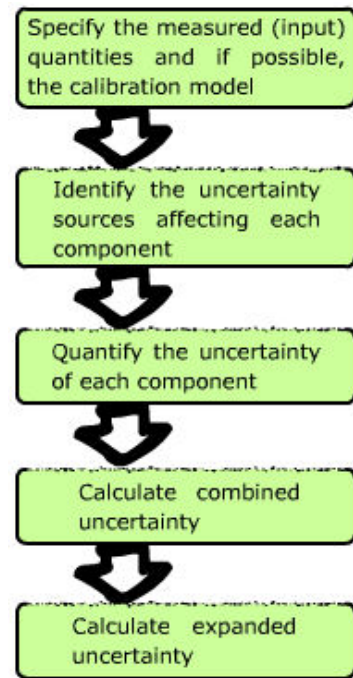 Specify the measured (input)
quantities and if possible,
the calibration model
Identify the uncertainty
sources affecting each
component
Quantify the uncertainty
of each component
Calculate combined
uncertainty
Calculate expanded
uncertainty